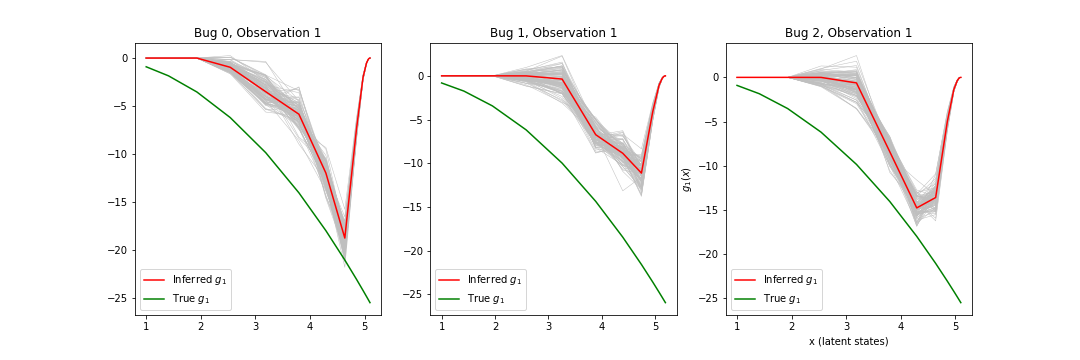 Bug 0, Observation 1
0
−5
−10
−15
−20
−25
1 2 3 4 5
Inferred g₁
True g₁
Bug 1, Observation 1
0
−5
−10
−15
−20
−25
1 2 3 4 5
Inferred g₁
True g₁
Bug 2, Observation 1
g₁(x)
0
−5
−10
−15
−20
−25
1 2 3 4 5
x (latent states)
Inferred g₁
True g₁